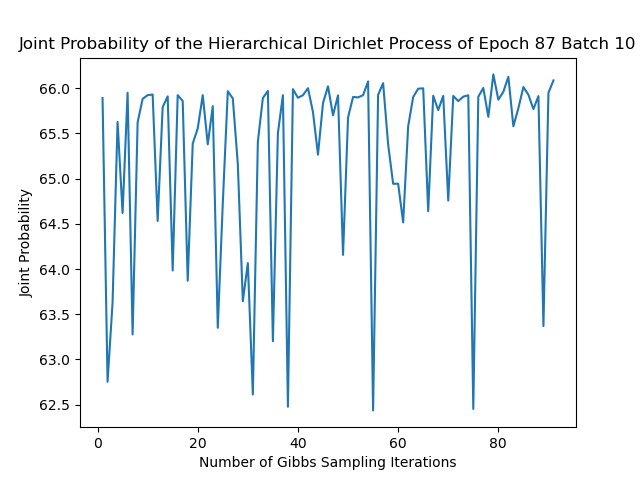 Joint Probability of the Hierarchical Dirichlet Process of Epoch 87 Batch 10
66.0
65.5
65.0
64.5
64.0
63.5
63.0
62.5
Joint Probability
0 20 40 60 80
Number of Gibbs Sampling Iterations